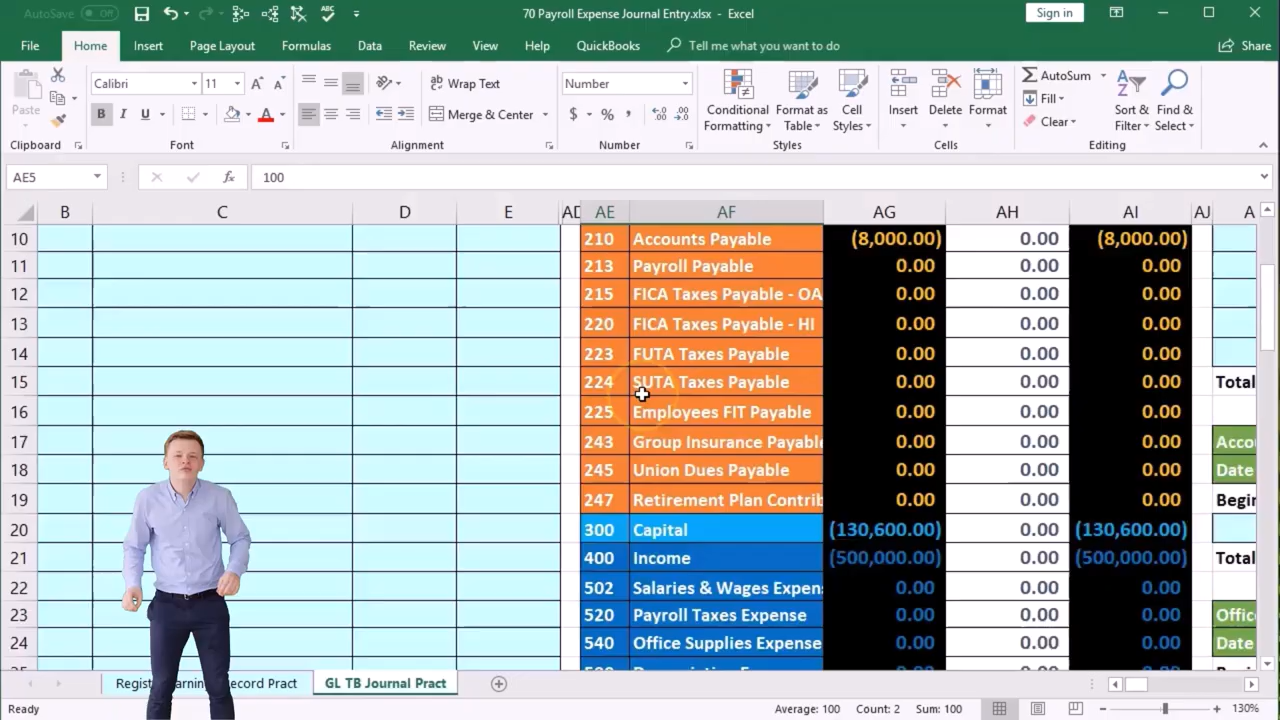 AutoSave Off
70 Payroll Expense Journal Entry.xlsx - Excel
Sign in
File Home Insert Page Layout Formulas Data Review View Help QuickBooks Tell me what you want to do Share
Paste
Calibri 11
Wrap Text
Number
Conditional Formatting
Format as Table
Cell Styles
Insert Delete Format
AutoSum
Fill
Clear
Sort & Filter
Find & Select
B I U
Merge & Center
$ %
Clipboard Font Alignment Number Styles Cells Editing
AE5 fx 100
B C D E AD AE AF AG AH AI AJ A
10 210 Accounts Payable (8,000.00) 0.00 (8,000.00)
11 213 Payroll Payable 0.00 0.00 0.00
12 215 FICA Taxes Payable - OA 0.00 0.00 0.00
13 220 FICA Taxes Payable - HI 0.00 0.00 0.00
14 223 FUTA Taxes Payable 0.00 0.00 0.00
15 224 SUTA Taxes Payable 0.00 0.00 0.00 Total
16 225 Employees FIT Payable 0.00 0.00 0.00
17 243 Group Insurance Payable 0.00 0.00 0.00 Acco
18 245 Union Dues Payable 0.00 0.00 0.00 Date
19 247 Retirement Plan Contrib 0.00 0.00 0.00 Begin
20 300 Capital (130,600.00) 0.00 (130,600.00)
21 400 Income (500,000.00) 0.00 (500,000.00) Total
22 502 Salaries & Wages Expen 0.00 0.00 0.00
23 520 Payroll Taxes Expense 0.00 0.00 0.00 Office
24 540 Office Supplies Expense 0.00 0.00 0.00 Date
GL TB Journal Pract
Ready Average: 100 Count: 2 Sum: 100 130%